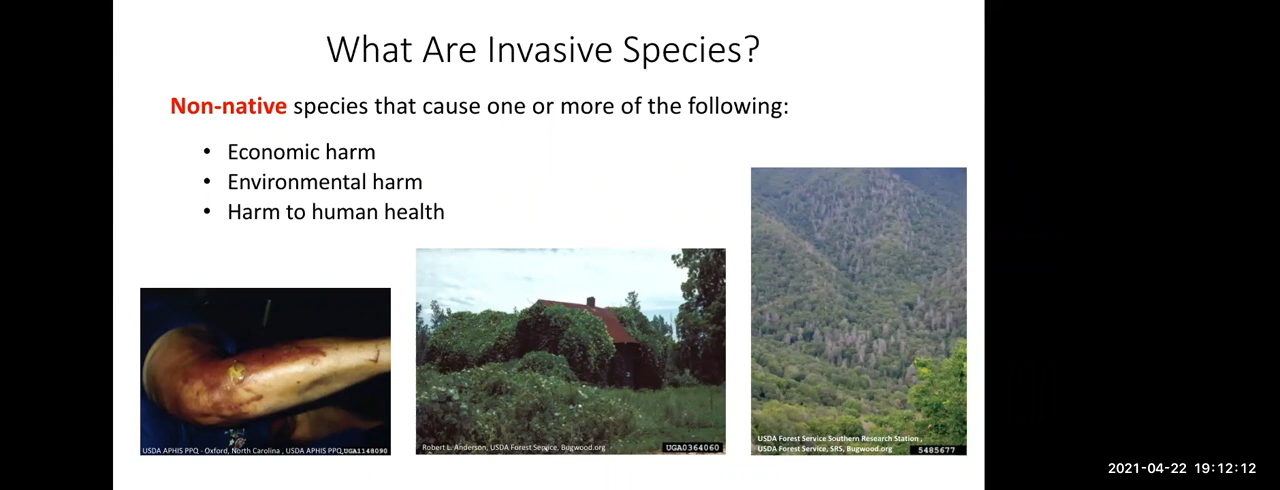 What Are Invasive Species?
Non-native species that cause one or more of the following:
• Economic harm
• Environmental harm
• Harm to human health
USDA APHIS PPQ - Oxford, North Carolina , USDA APHIS PPQ, UGA1148090
Robert L. Anderson, USDA Forest Service, Bugwood.org UGA0364060
USDA Forest Service Southern Research Station ,
USDA Forest Service, SRS, Bugwood.org 5485677
2021-04-22 19:12:12